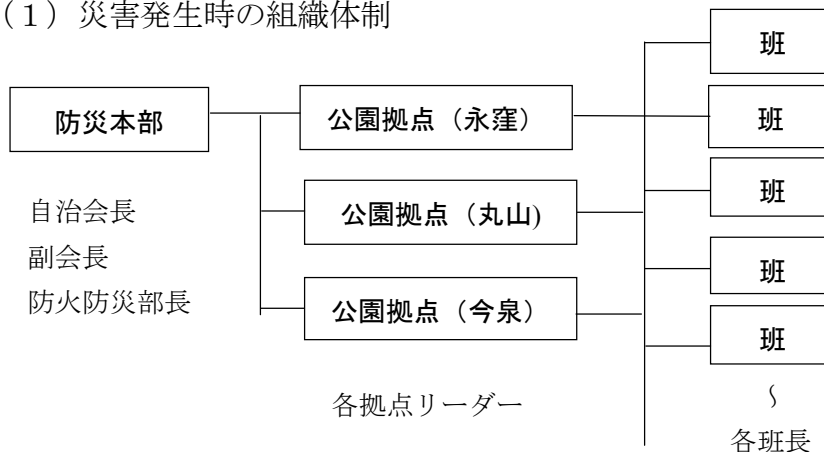 （１）災害発生時の組織体制
防災本部
自治会長
副会長
防火防災部長
公園拠点（永窪）
公園拠点（丸山)
公園拠点（今泉）
各拠点リーダー
班
班
班
班
班
～
各班長